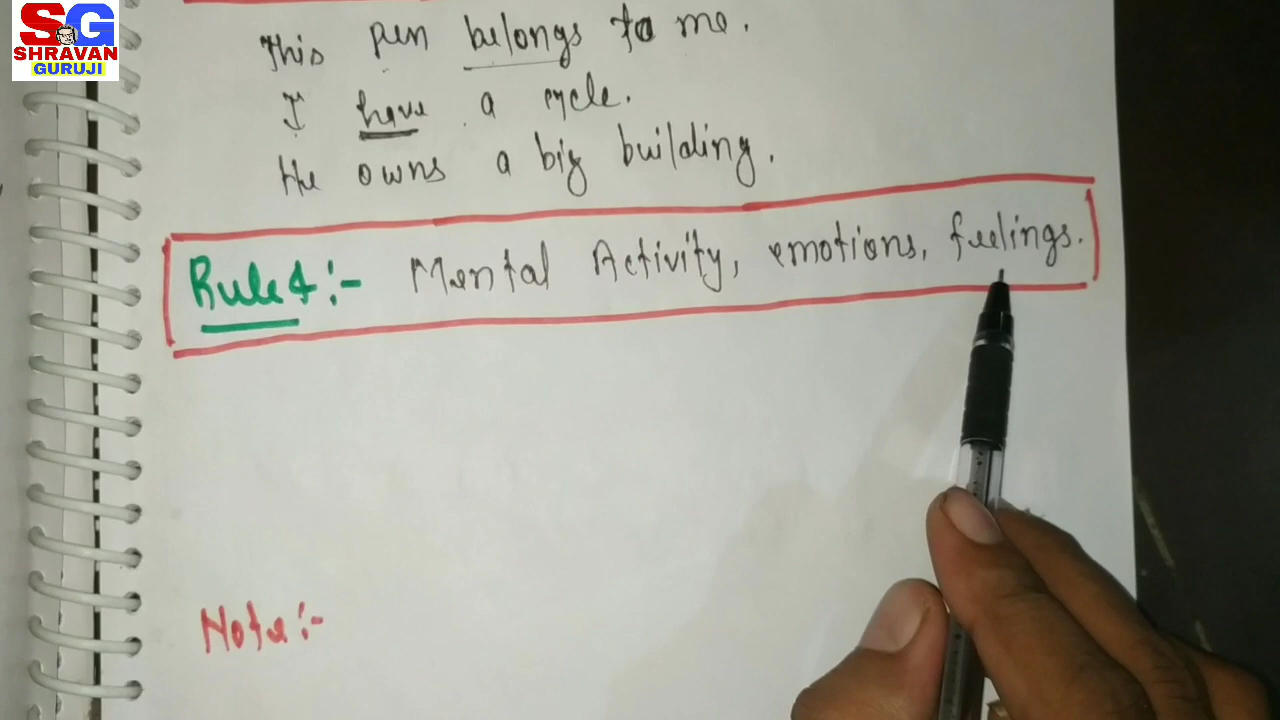 SG
SHRAVAN
GURUJI
This pen belongs to me.
I have a cycle.
He owns a big building.
Rule 4:- Mental Activity, emotions, feelings.
Note:-